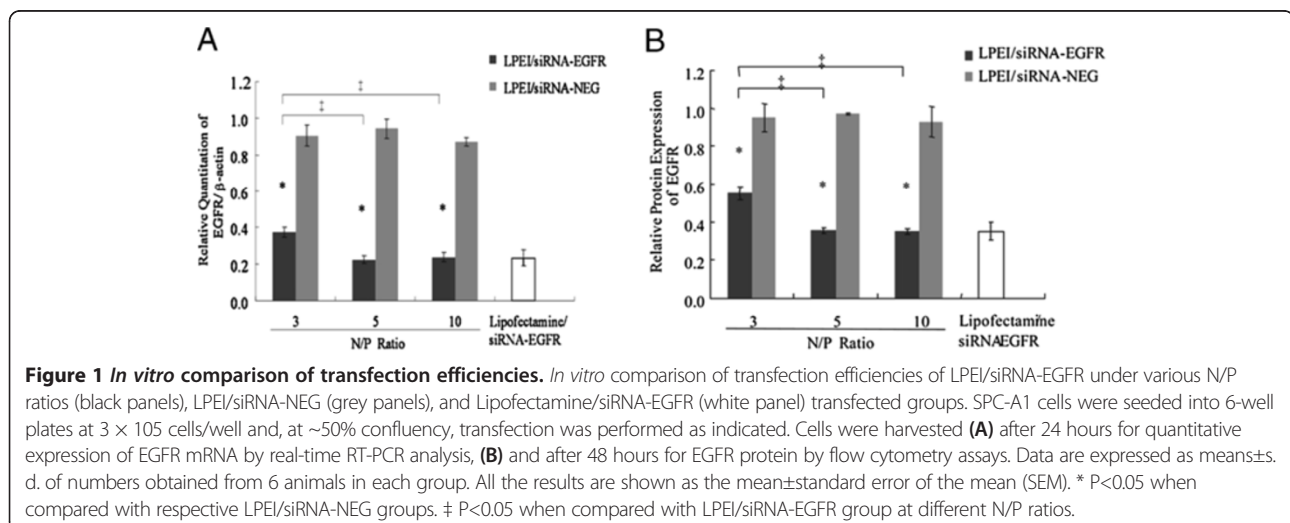 A
LPEI/siRNA-EGFR
LPEI/siRNA-NEG
Relative Quantitation of
EGFR/ β-actin
1.2
1.0
0.8
0.6
0.4
0.2
0.0
‡
‡
*
*
*
3
5
10
N/P Ratio
Lipofectamine/
siRNA-EGFR
B
LPEI/siRNA-EGFR
LPEI/siRNA-NEG
Relative Protein Expression
of EGFR
1.2
1.0
0.8
0.6
0.4
0.2
0.0
‡
‡
*
*
*
3
5
10
N/P Ratio
Lipofectamine
siRNAEGFR
Figure 1 In vitro comparison of transfection efficiencies. In vitro comparison of transfection efficiencies of LPEI/siRNA-EGFR under various N/P
ratios (black panels), LPEI/siRNA-NEG (grey panels), and Lipofectamine/siRNA-EGFR (white panel) transfected groups. SPC-A1 cells were seeded into 6-well
plates at 3 × 105 cells/well and, at ~50% confluency, transfection was performed as indicated. Cells were harvested (A) after 24 hours for quantitative
expression of EGFR mRNA by real-time RT-PCR analysis, (B) and after 48 hours for EGFR protein by flow cytometry assays. Data are expressed as means±s.
d. of numbers obtained from 6 animals in each group. All the results are shown as the mean±standard error of the mean (SEM). * P<0.05 when
compared with respective LPEI/siRNA-NEG groups. ‡ P<0.05 when compared with LPEI/siRNA-EGFR group at different N/P ratios.